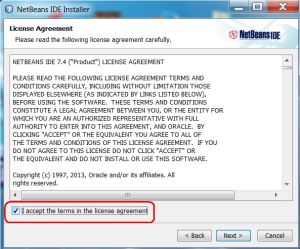 NetBeans IDE Installer
License Agreement
Please read the following license agreement carefully.
NetBeans IDE
NETBEANS IDE 7.4 ("Product") LICENSE AGREEMENT
PLEASE READ THE FOLLOWING LICENSE AGREEMENT TERMS AND
CONDITIONS CAREFULLY, INCLUDING WITHOUT LIMITATION THOSE
DISPLAYED ELSEWHERE (AS INDICATED BY LINKS LISTED BELOW),
BEFORE USING THE SOFTWARE. THESE TERMS AND CONDITIONS
CONSTITUTE A LEGAL AGREEMENT BETWEEN YOU, OR THE ENTITY FOR
WHICH YOU ARE AN AUTHORIZED REPRESENTATIVE WITH FULL
AUTHORITY TO ENTER INTO THIS AGREEMENT, AND ORACLE. BY
CLICKING "ACCEPT" OR THE EQUIVALENT YOU AGREE TO ALL OF
THE TERMS AND CONDITIONS OF THIS LICENSE AGREEMENT. IF YOU
DO NOT AGREE TO THIS LICENSE DO NOT CLICK "ACCEPT" OR
THE EQUIVALENT AND DO NOT INSTALL OR USE THIS SOFTWARE.
Copyright (c) 1997, 2013, Oracle and/or its affiliates. All
rights reserved.
I accept the terms in the license agreement
< Back Next > Cancel